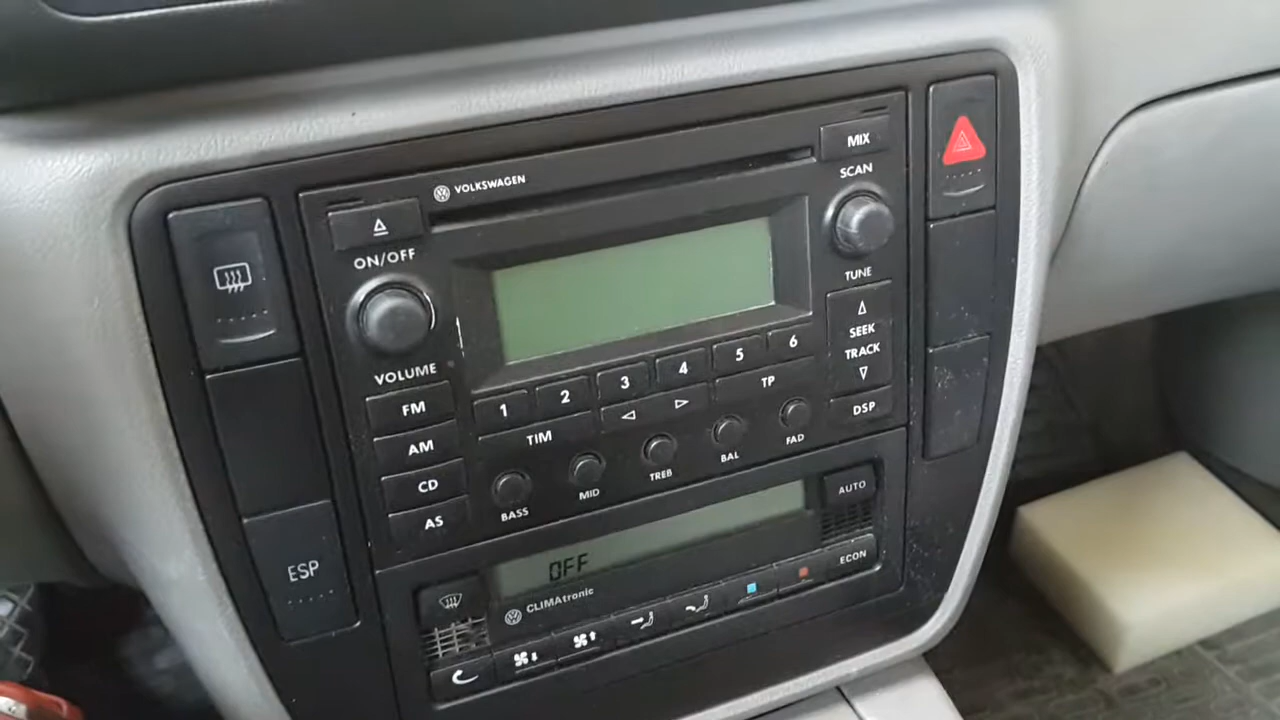 VOLKSWAGEN
MIX
SCAN
ON/OFF
TUNE
VOLUME
SEEK
TRACK
FM
1 2 3 4 5 6
TIM
TP
DSP
AM
CD
AS
BASS MID TREB BAL FAD
AUTO
ESP
OFF
CLIMAtronic
ECON